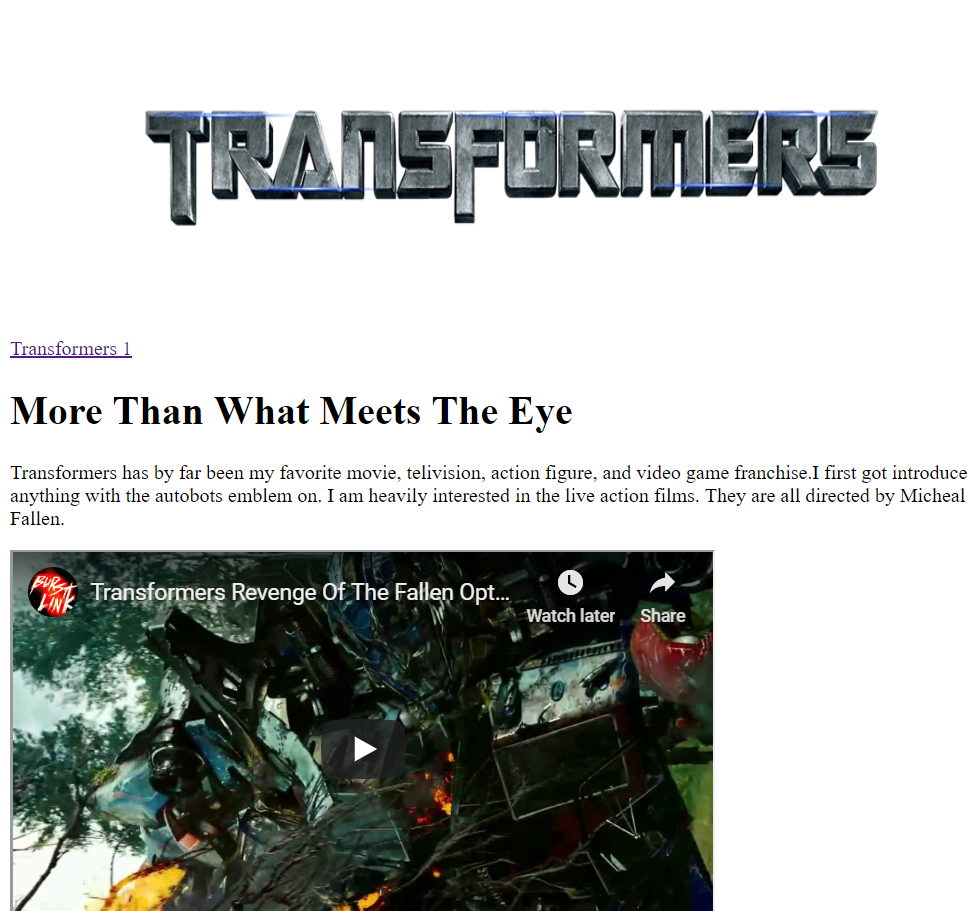 TRANSFORMERS
Transformers 1
More Than What Meets The Eye
Transformers has by far been my favorite movie, telivision, action figure, and video game franchise.I first got introduce
anything with the autobots emblem on. I am heavily interested in the live action films. They are all directed by Micheal
Fallen.
BURST LINK
Transformers Revenge Of The Fallen Opt...
Watch later
Share